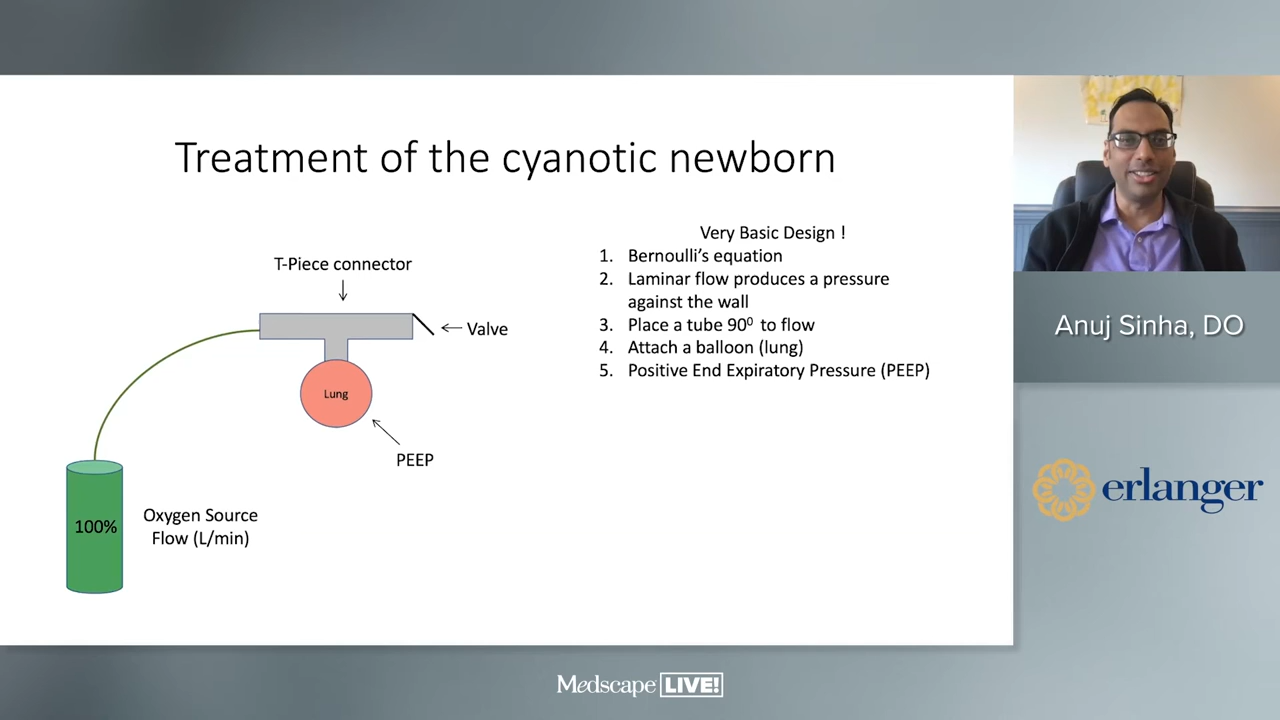 Treatment of the cyanotic newborn
T-Piece connector
Valve
Lung
PEEP
100%
Oxygen Source
Flow (L/min)
Very Basic Design !
1. Bernoulli's equation
2. Laminar flow produces a pressure
against the wall
3. Place a tube 90⁰ to flow
4. Attach a balloon (lung)
5. Positive End Expiratory Pressure (PEEP)
Anuj Sinha, DO
erlanger
Medscape LIVE!